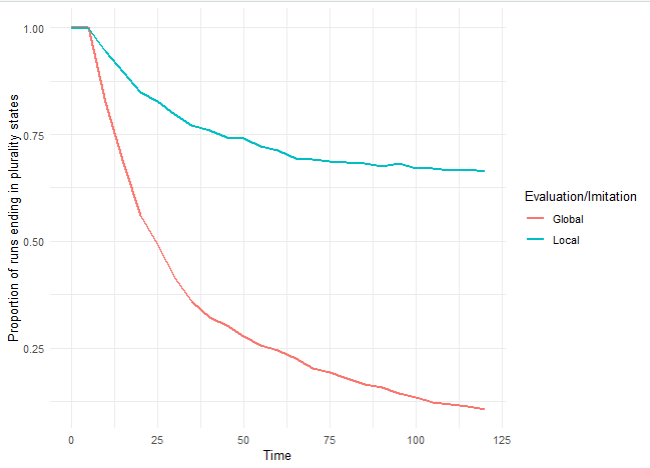 Proportion of runs ending in plurality states
1.00
0.75
0.50
0.25
0
25
50
75
100
125
Time
Evaluation/Imitation
Global
Local